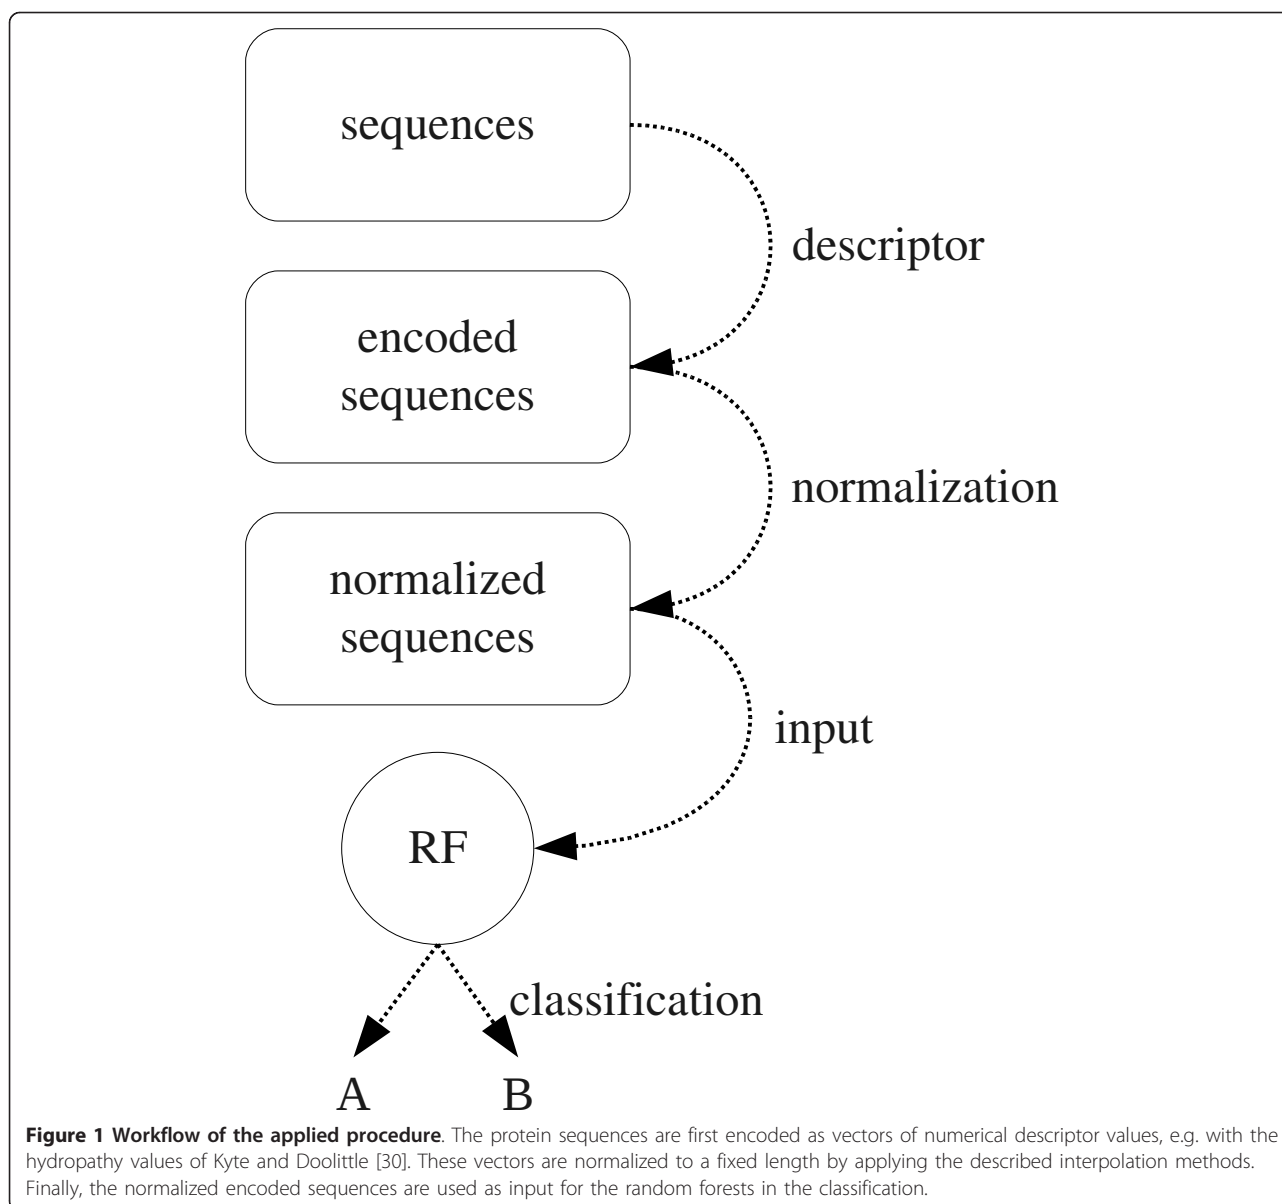 sequences
descriptor
encoded
sequences
normalization
normalized
sequences
input
RF
classification
A B
Figure 1 Workflow of the applied procedure. The protein sequences are first encoded as vectors of numerical descriptor values, e.g. with the
hydropathy values of Kyte and Doolittle [30]. These vectors are normalized to a fixed length by applying the described interpolation methods.
Finally, the normalized encoded sequences are used as input for the random forests in the classification.